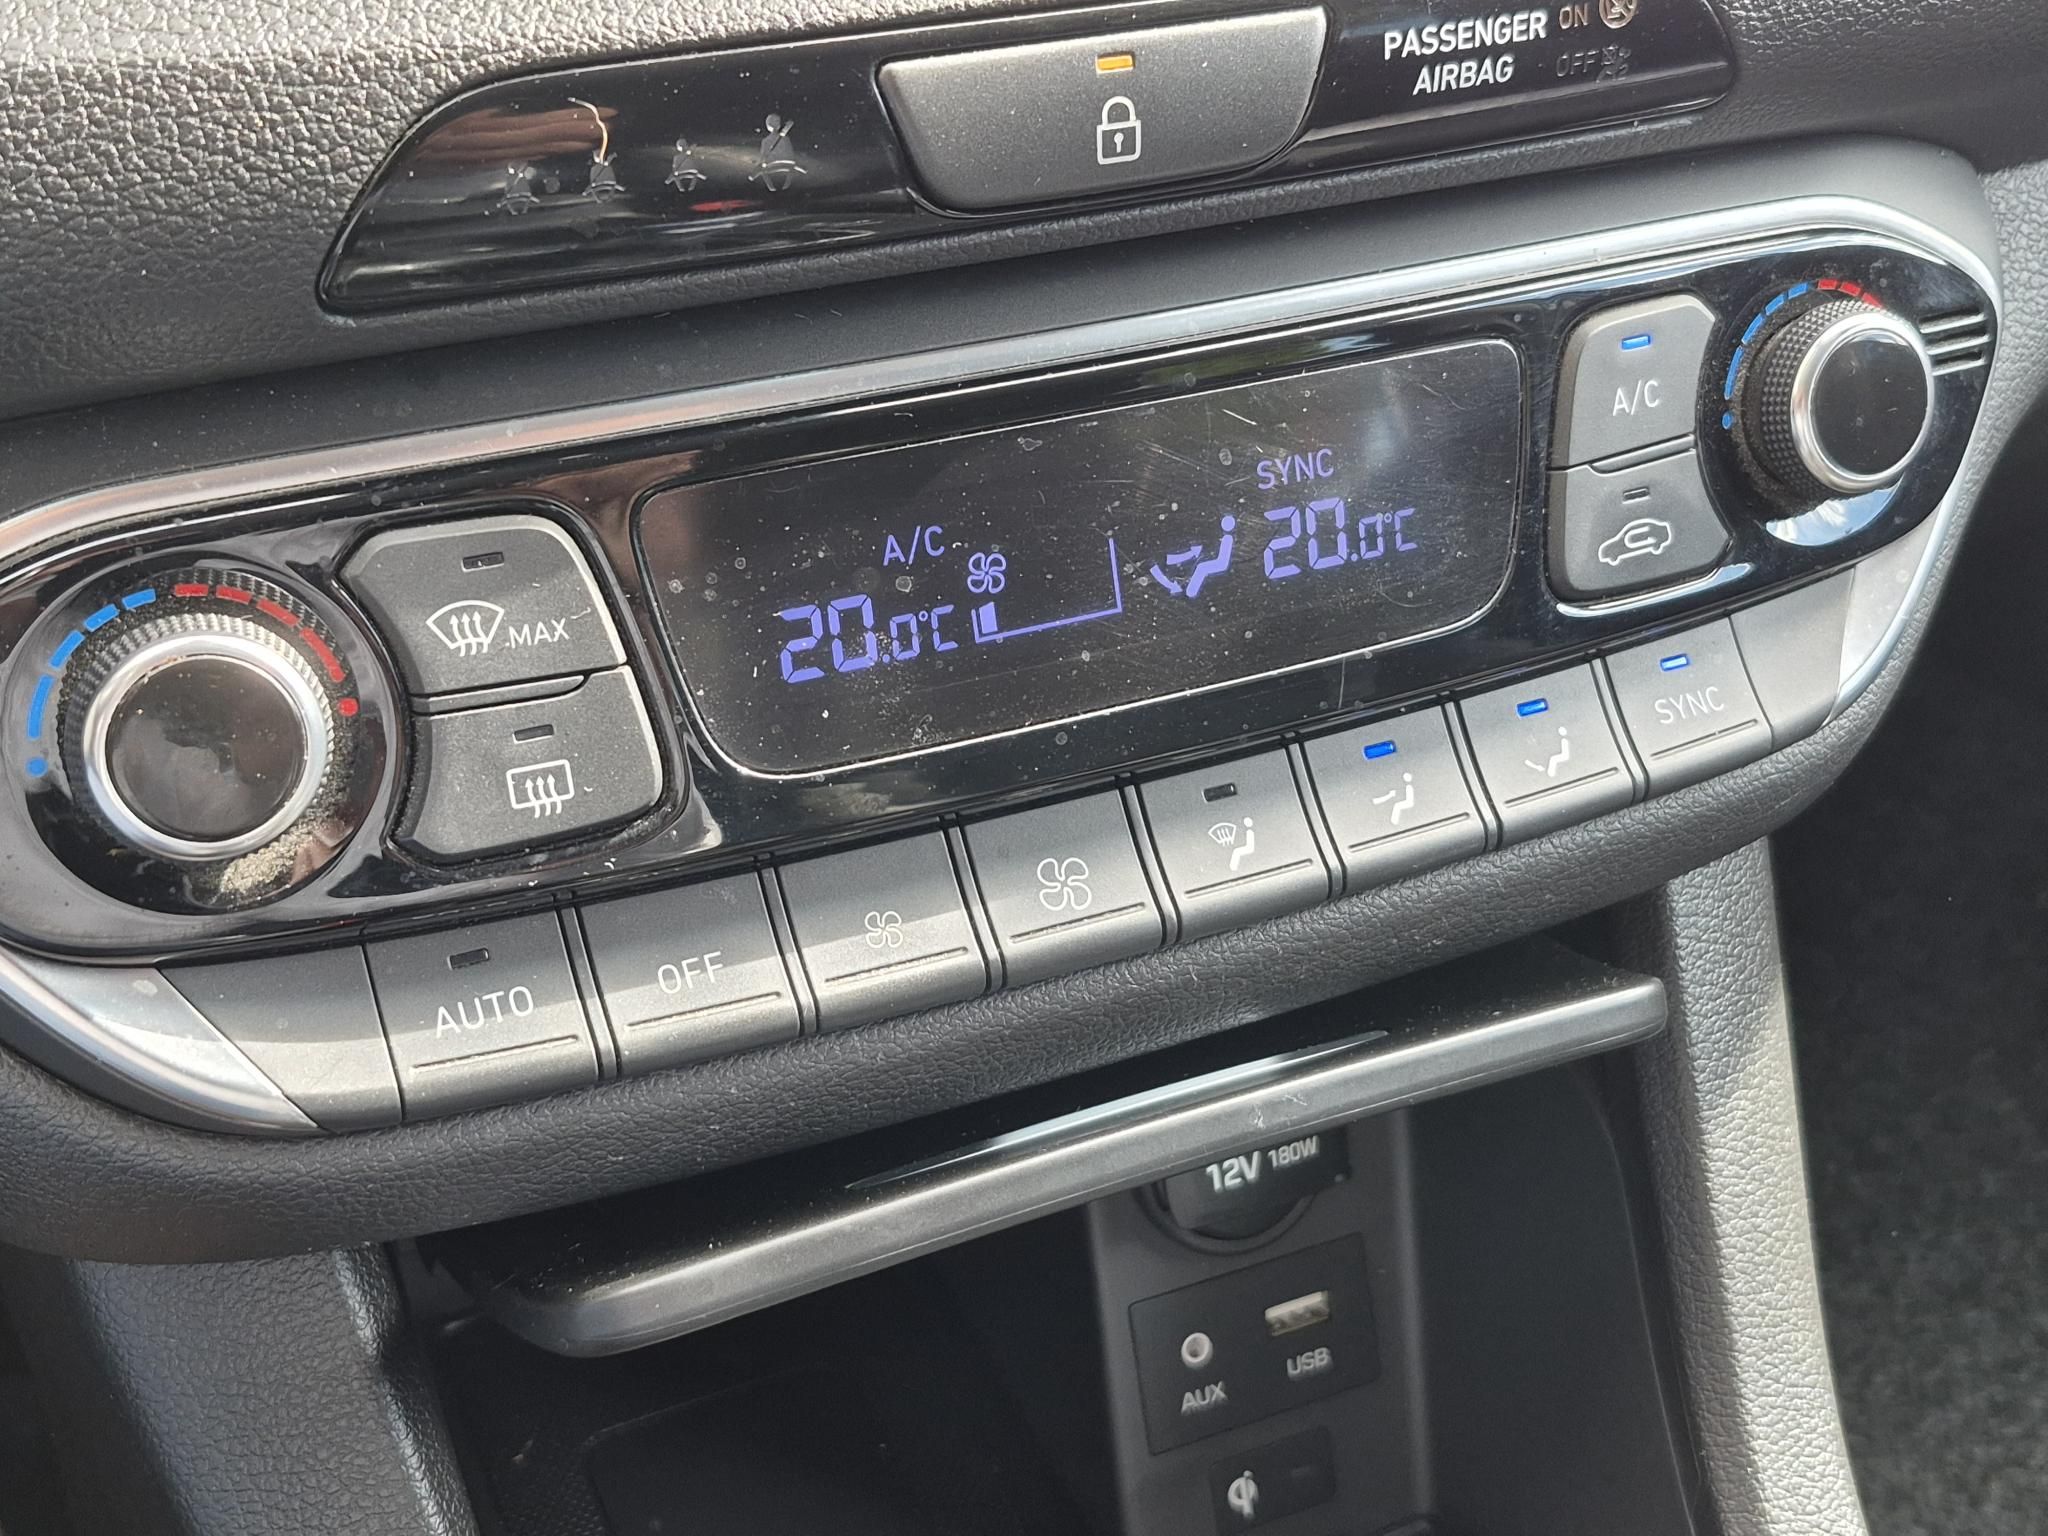 PASSENGER ON
AIRBAG OFF
A/C
SYNC
20.0°C
20.0°C
A/C
MAX
SYNC
AUTO
OFF
12V 180W
AUX
USB